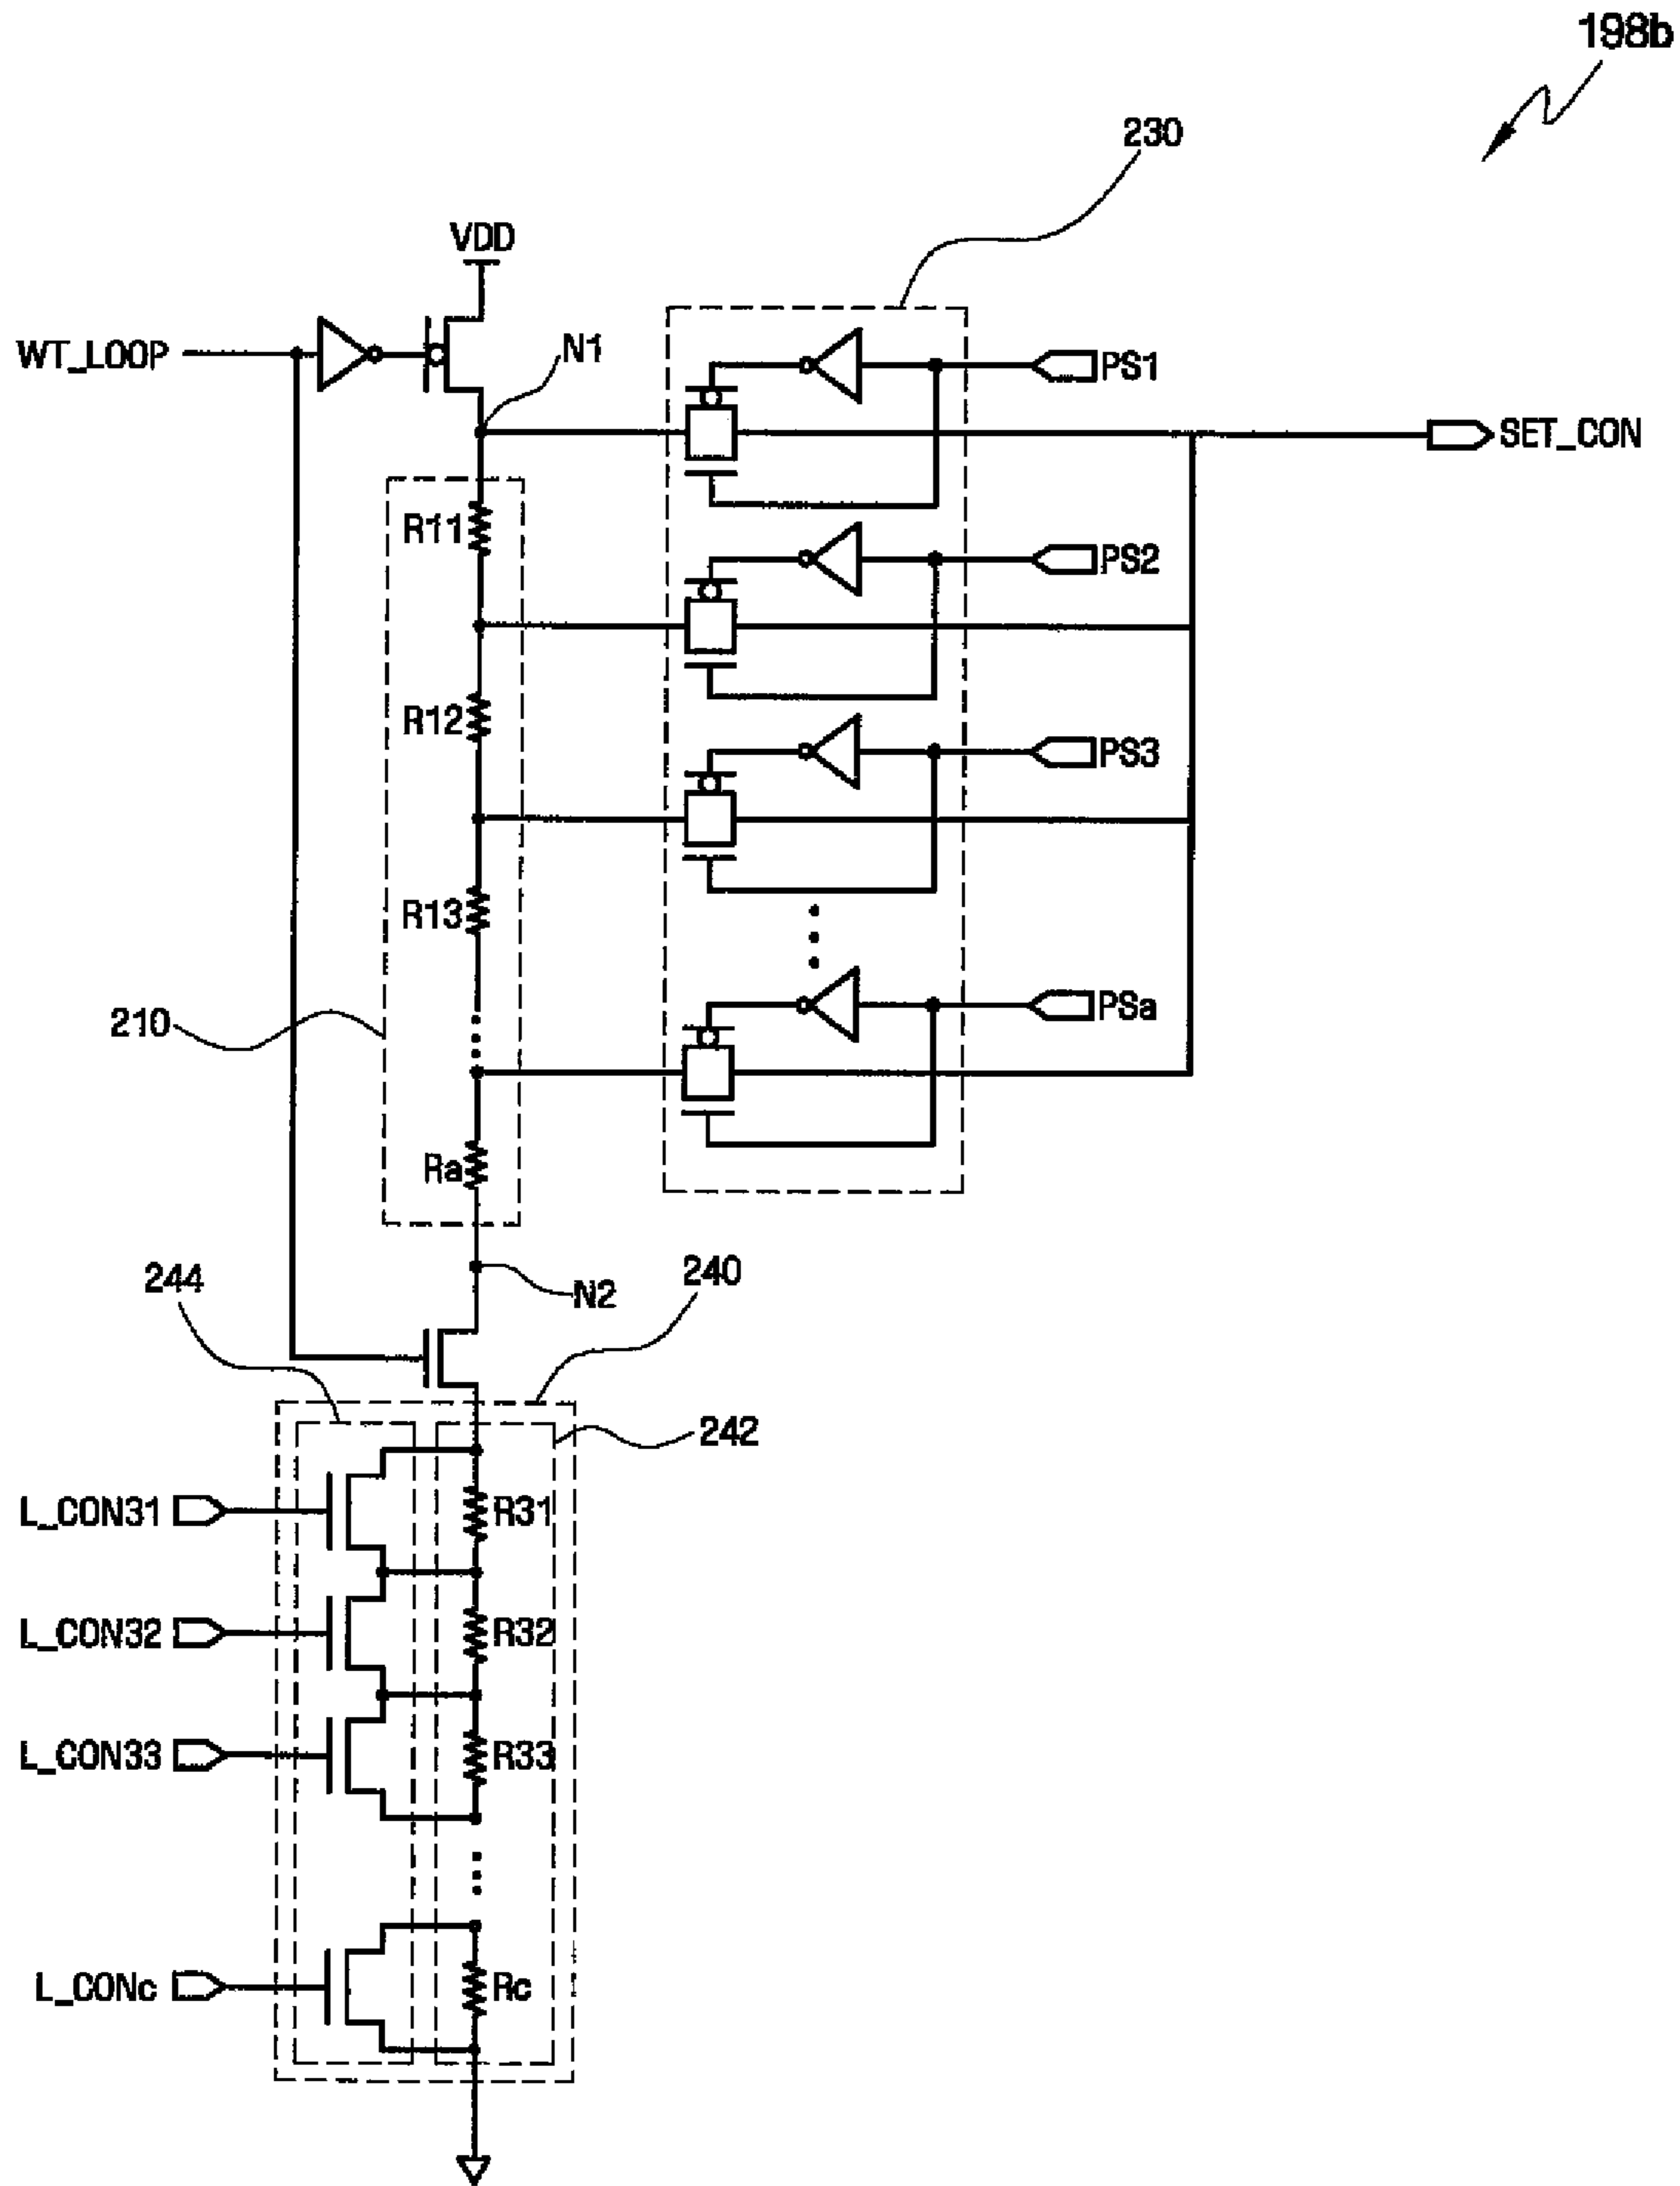 198b
230
VDD
WT_LOOP
N1
PS1
SET_CON
R11
PS2
R12
PS3
R13
210
PSa
Ra
244
240
N2
242
L_CON31
R31
L_CON32
R32
L_CON33
R33
L_CONc
Rc